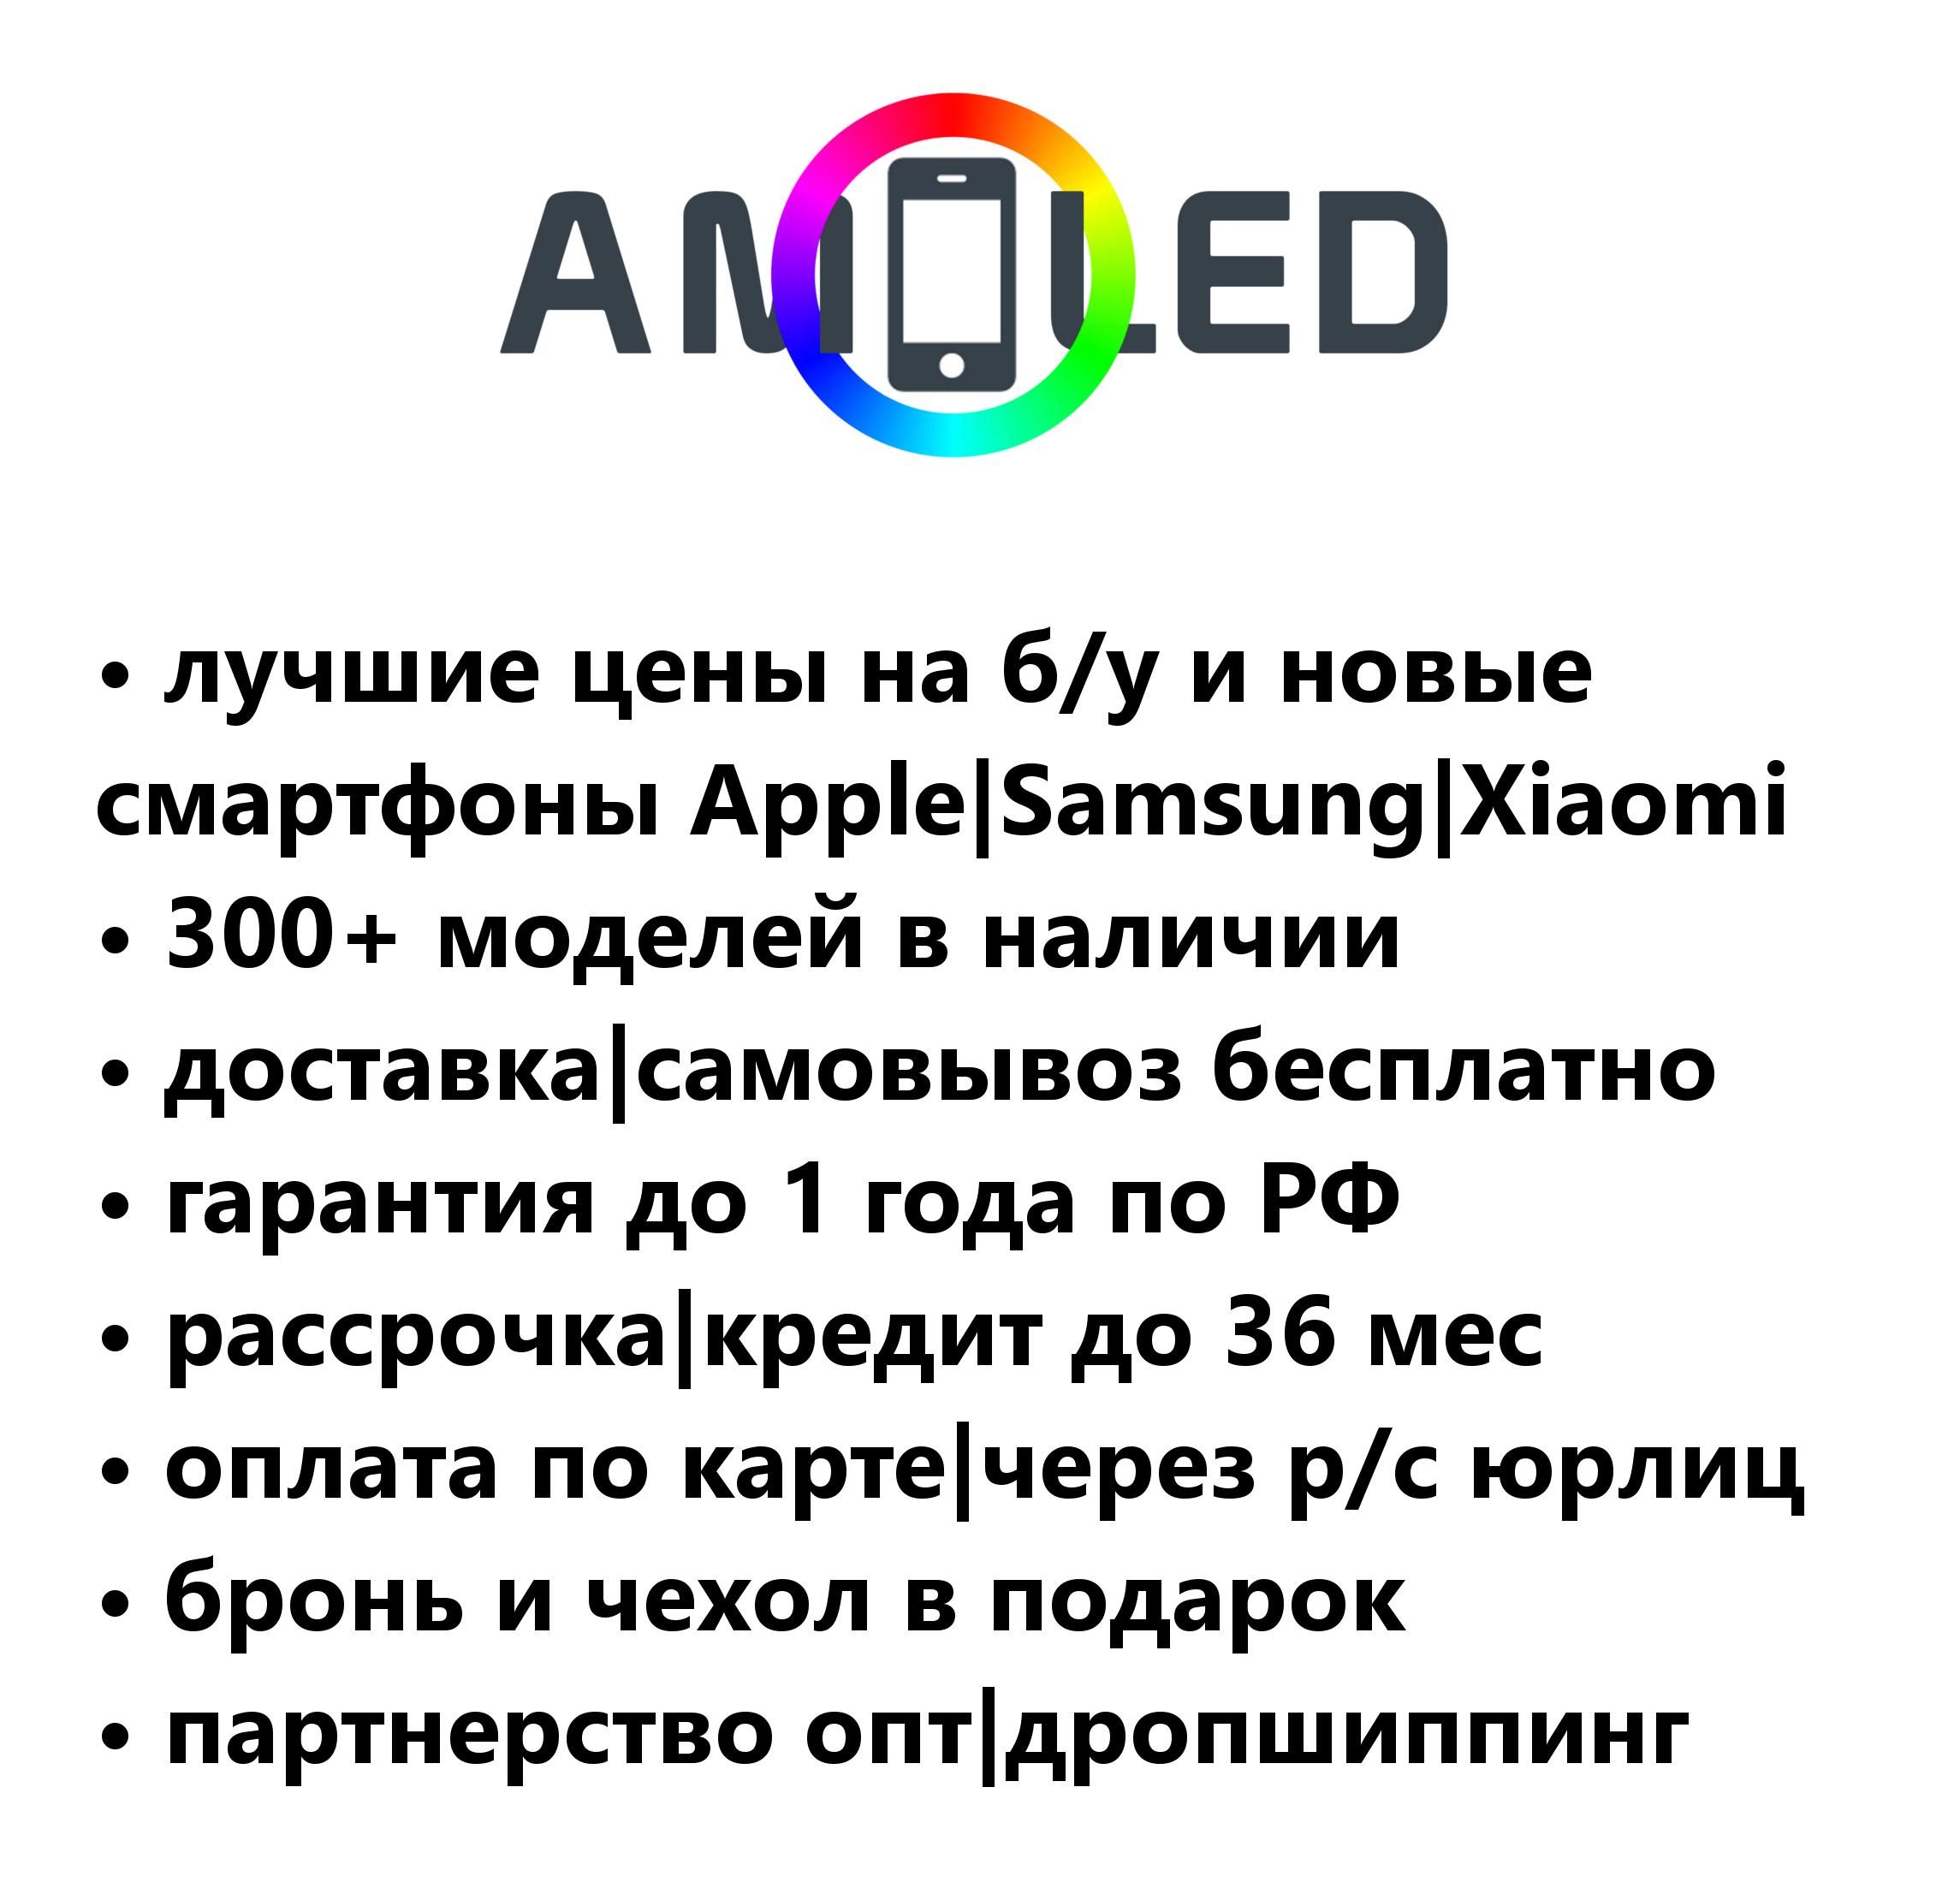 AMOLED
• лучшие цены на б/у и новые
смартфоны Apple|Samsung|Xiaomi
• 300+ моделей в наличии
• доставка|самовывоз бесплатно
• гарантия до 1 года по РФ
• рассрочка|кредит до 36 мес
• оплата по карте|через р/с юрлиц
• бронь и чехол в подарок
• партнерство опт|дропшиппинг